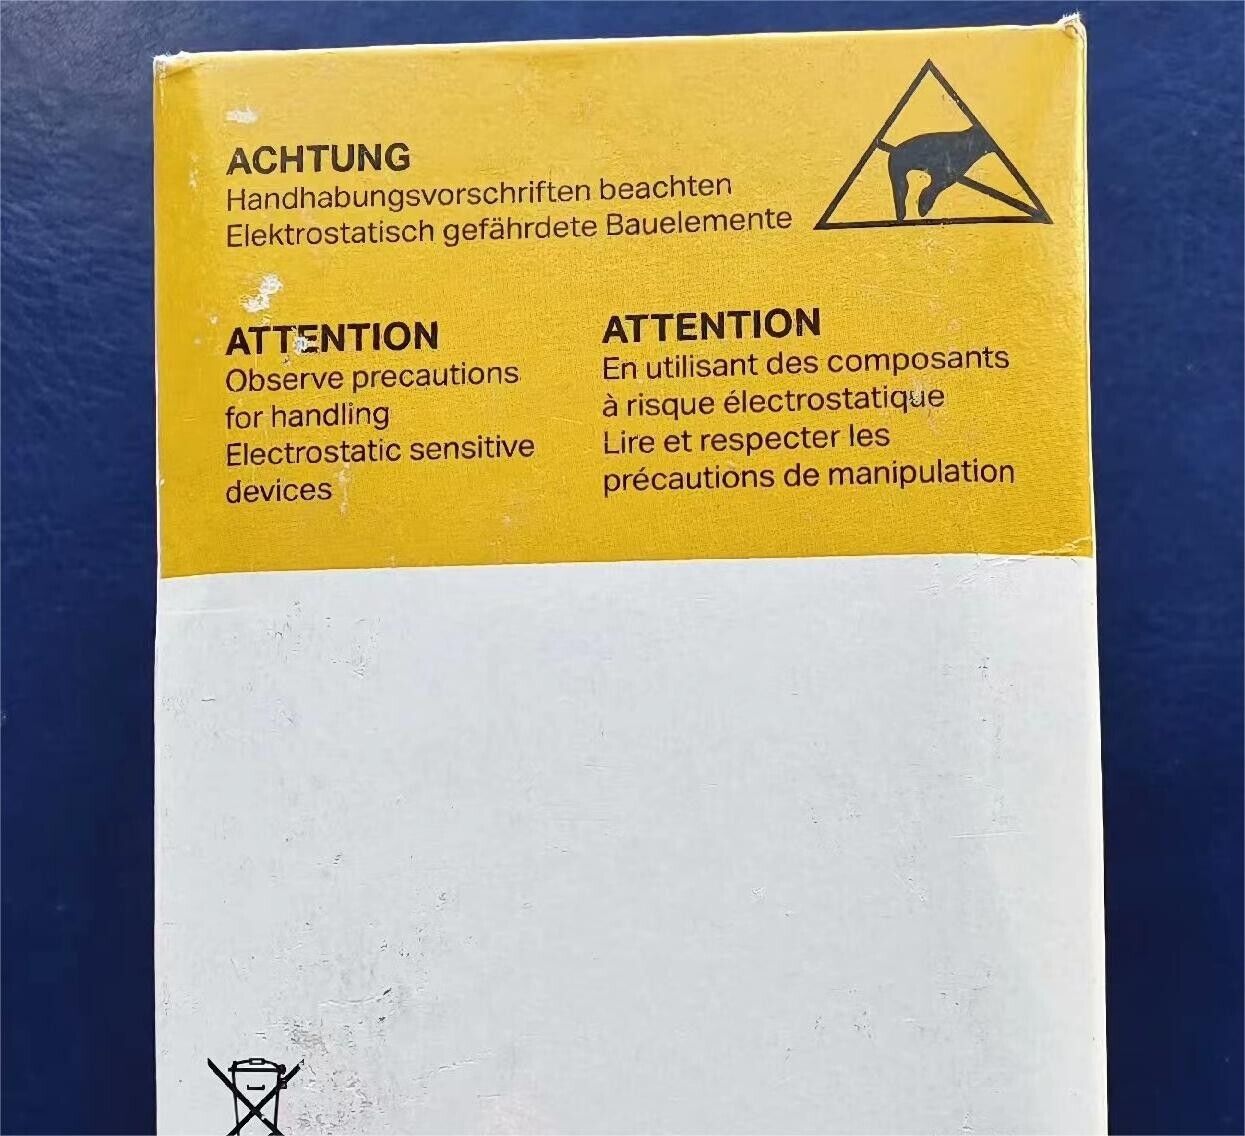 ACHTUNG
Handhabungsvorschriften beachten
Elektrostatisch gefährdete Bauelemente
ATTENTION
Observe precautions
for handling
Electrostatic sensitive
devices
ATTENTION
En utilisant des composants
à risque électrostatique
Lire et respecter les
précautions de manipulation